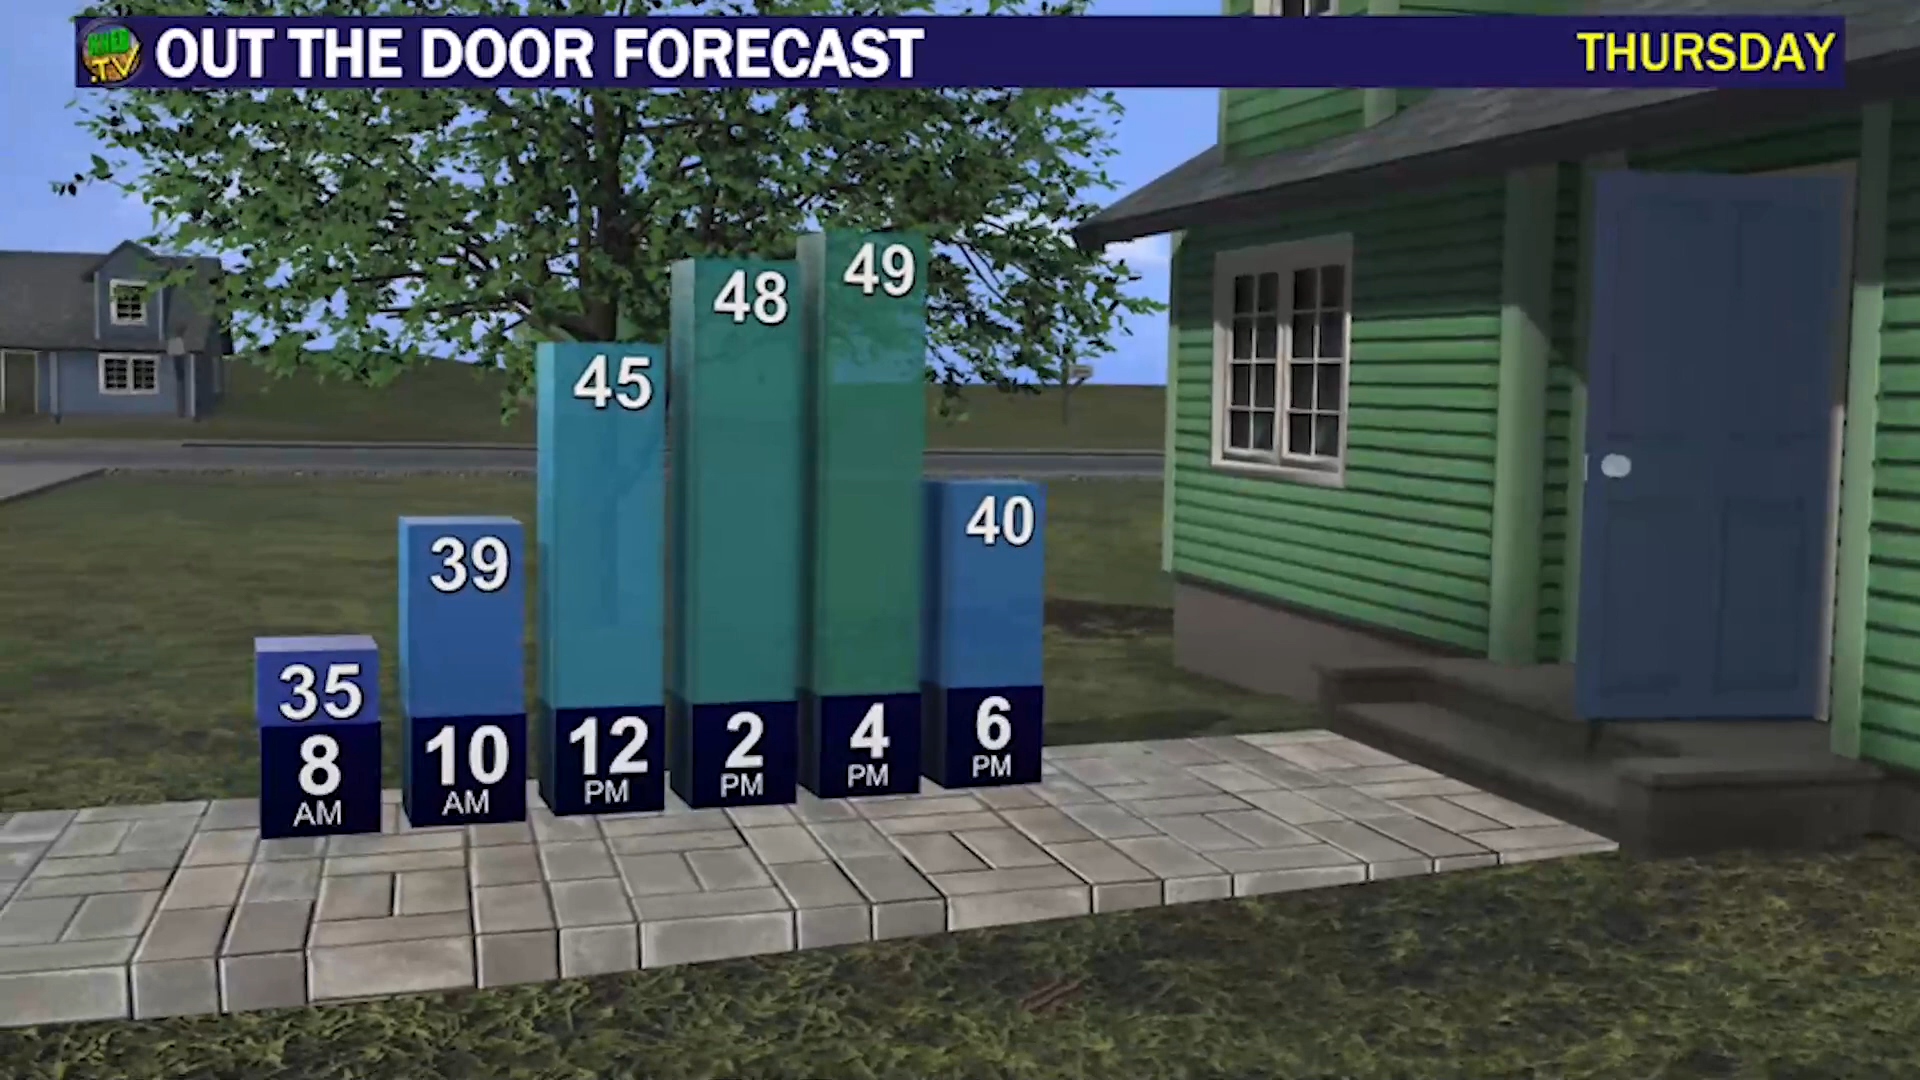 OUT THE DOOR FORECAST
THURSDAY
35
8
AM
39
10
AM
45
12
PM
48
2
PM
49
4
PM
40
6
PM